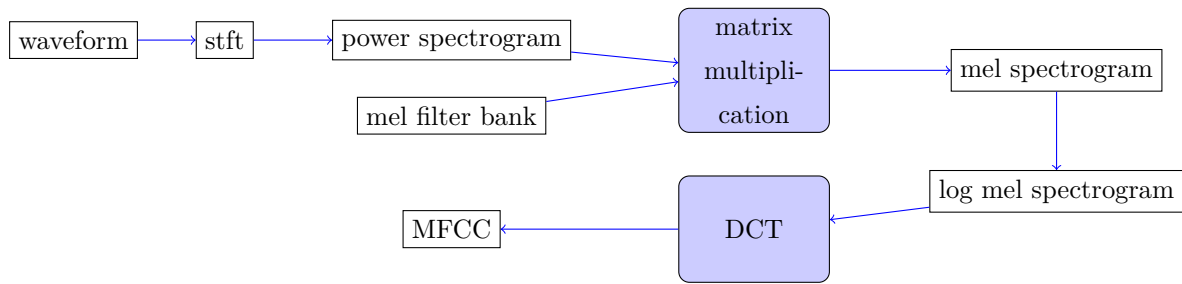 waveform
stft
power spectrogram
mel filter bank
matrix
multipli-
cation
mel spectrogram
log mel spectrogram
DCT
MFCC